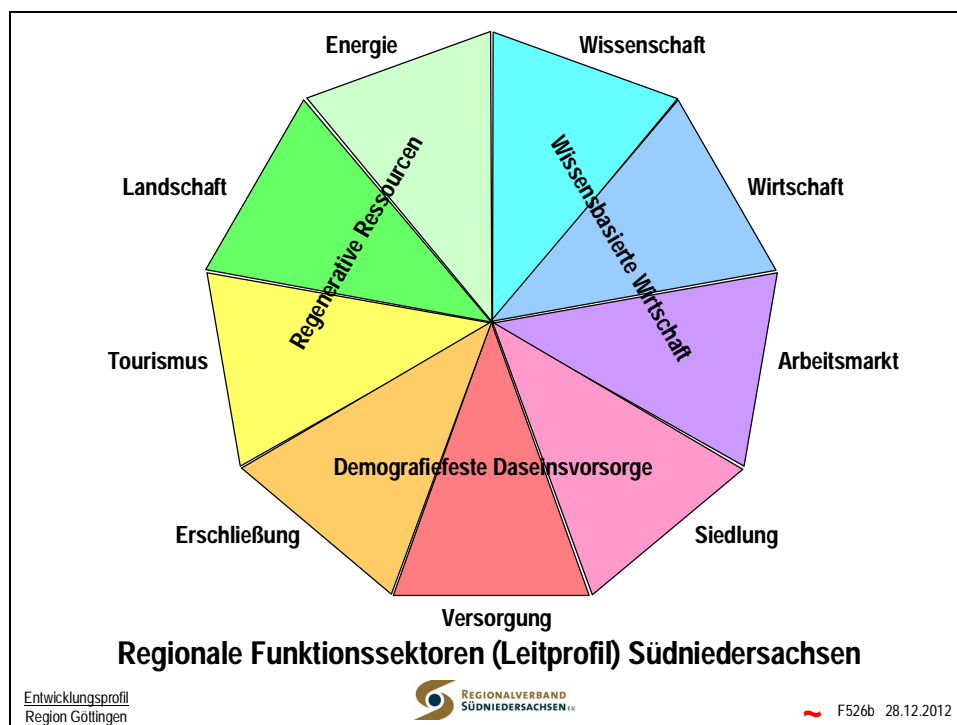 Energie
Wissenschaft
Landschaft
Wirtschaft
Regenerative Ressourcen
Wissensbasierte Wirtschaft
Tourismus
Arbeitsmarkt
Demografiefeste Daseinsvorsorge
Erschließung
Siedlung
Versorgung
Regionale Funktionssektoren (Leitprofil) Südniedersachsen
Entwicklungsprofil
Region Göttingen
REGIONALVERBAND
SÜDNIEDERSACHSEN E.V.
F526b 28.12.2012